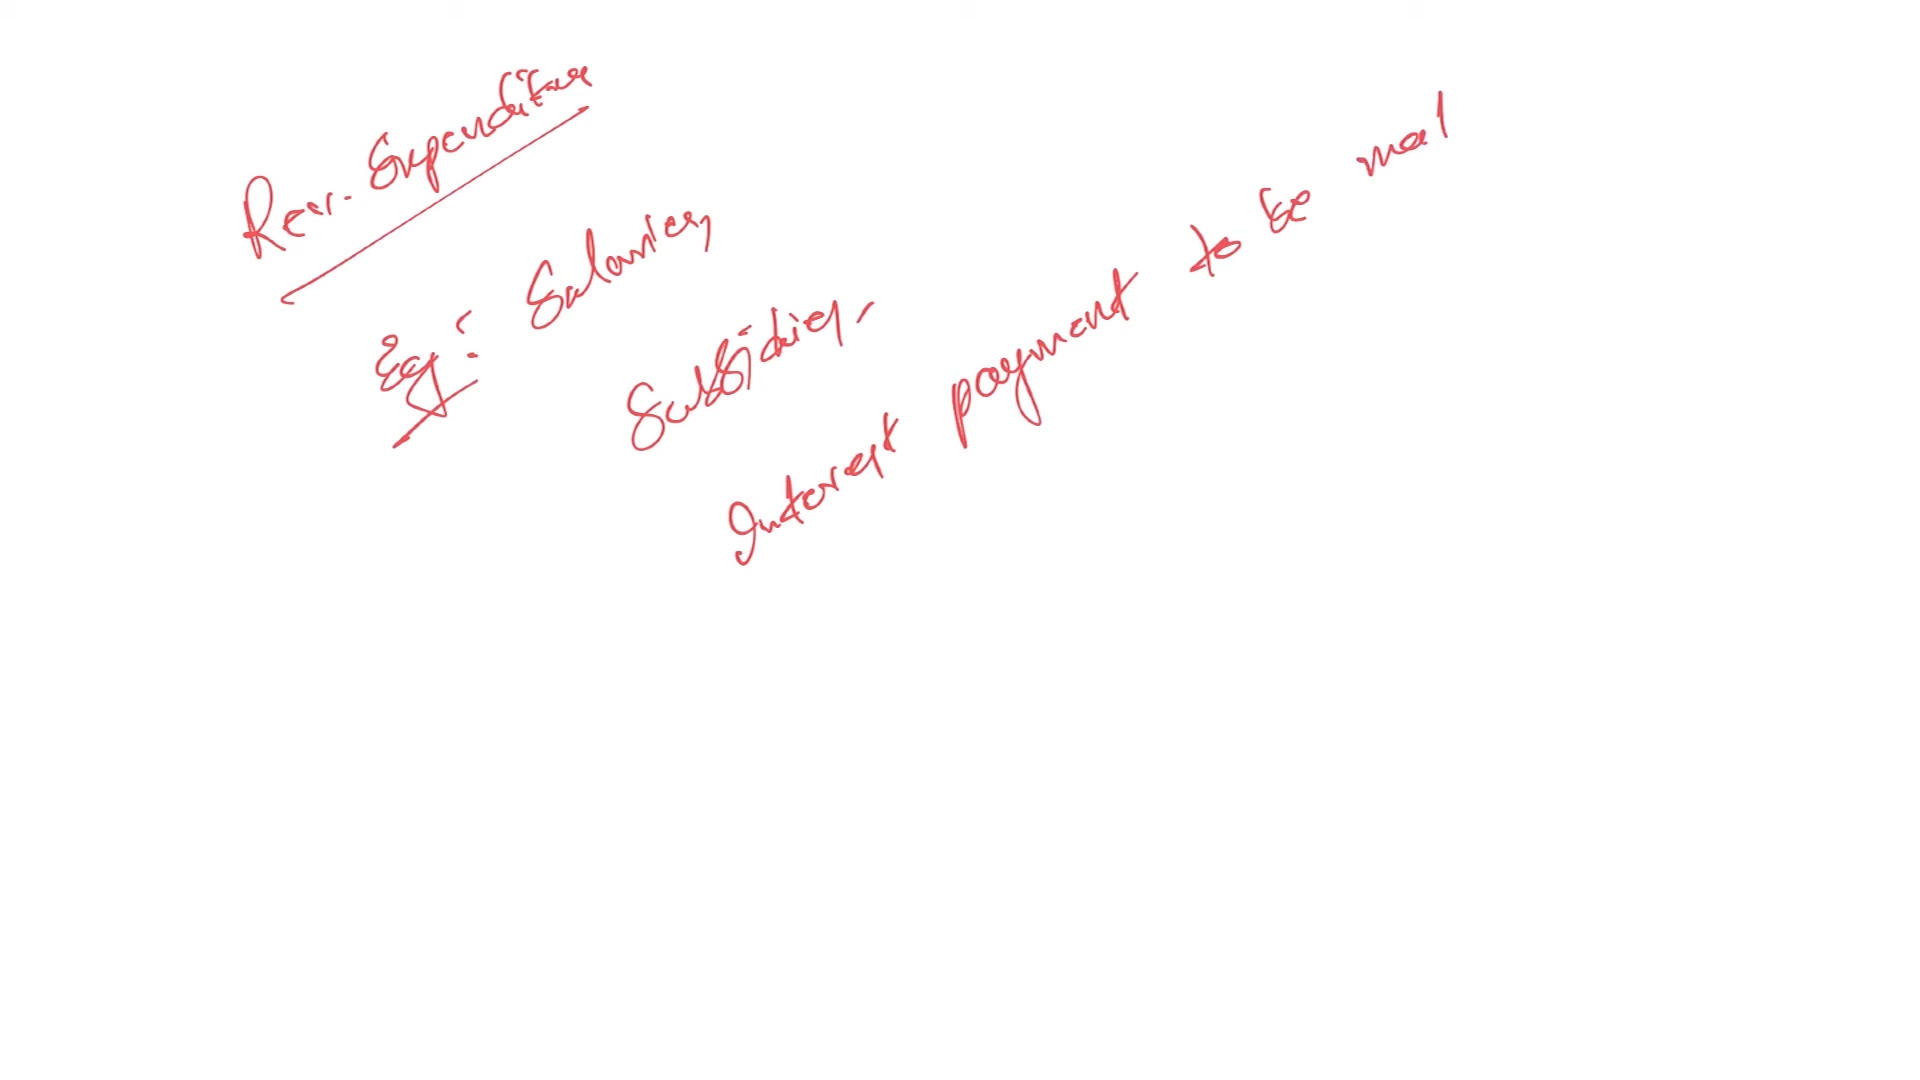 Rev. Expenditure
Eg: Salaries,
Subsidies,
Interest payment to be